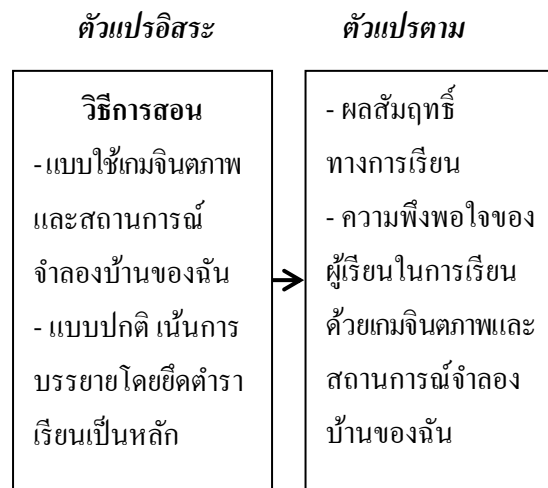 ตัวแปรอิสระ
ตัวแปรตาม
วิธีการสอน
- แบบใช้เกมจินตภาพ
และสถานการณ์
จำลองบ้านของฉัน
- แบบปกติ เน้นการ
บรรยายโดยยึดตำรา
เรียนเป็นหลัก
- ผลสัมฤทธิ์
ทางการเรียน
- ความพึงพอใจของ
ผู้เรียนในการเรียน
ด้วยเกมจินตภาพและ
สถานการณ์จำลอง
บ้านของฉัน